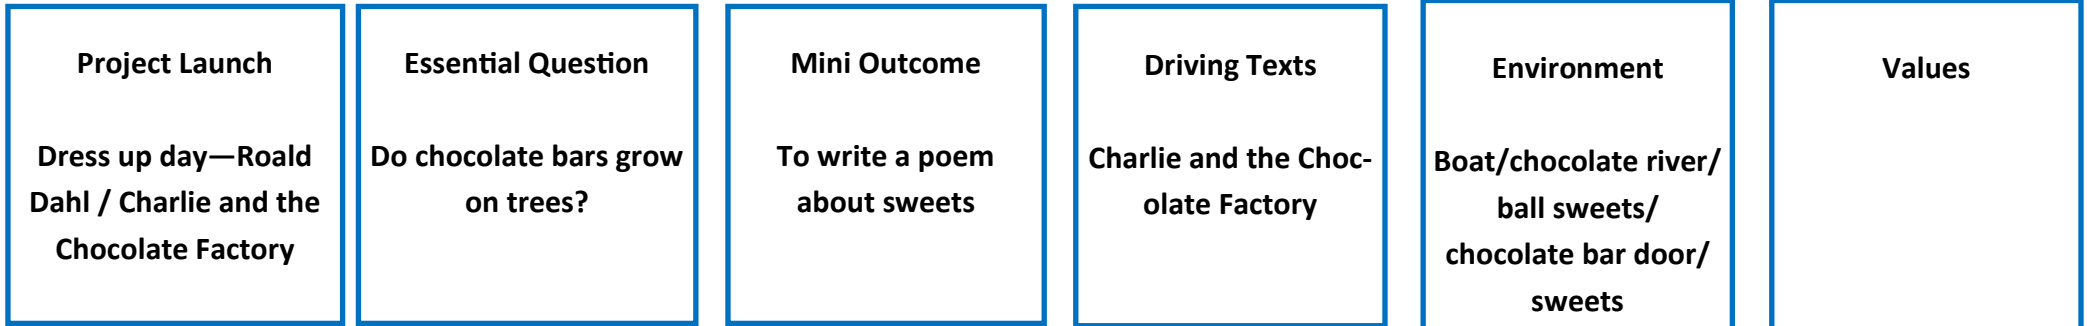 Project Launch
Dress up day—Roald
Dahl / Charlie and the
Chocolate Factory
Essential Question
Do chocolate bars grow
on trees?
Mini Outcome
To write a poem
about sweets
Driving Texts
Charlie and the Choc-
olate Factory
Environment
Boat/chocolate river/
ball sweets/
chocolate bar door/
sweets
Values